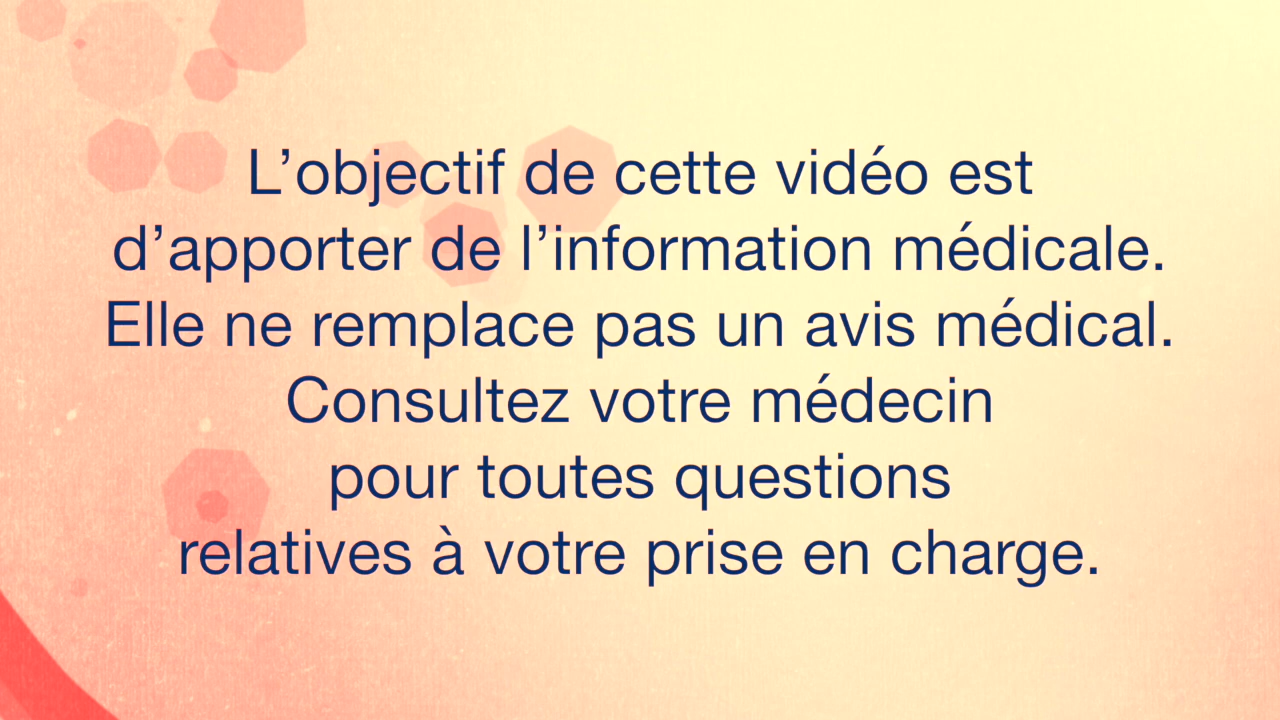 L’objectif de cette vidéo est
d’apporter de l’information médicale.
Elle ne remplace pas un avis médical.
Consultez votre médecin
pour toutes questions
relatives à votre prise en charge.